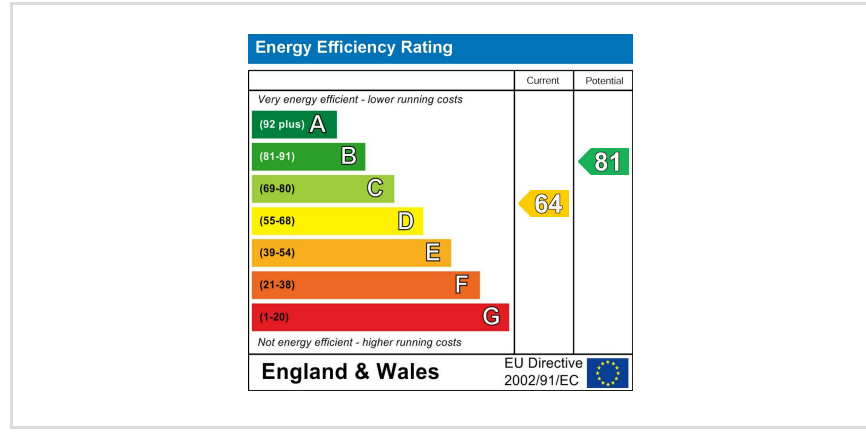 Energy Efficiency Rating
Current Potential
Very energy efficient - lower running costs
(92 plus) A
(81-91) B
81
(69-80) C
64
(55-68) D
(39-54) E
(21-38) F
(1-20) G
Not energy efficient - higher running costs
England & Wales
EU Directive
2002/91/EC